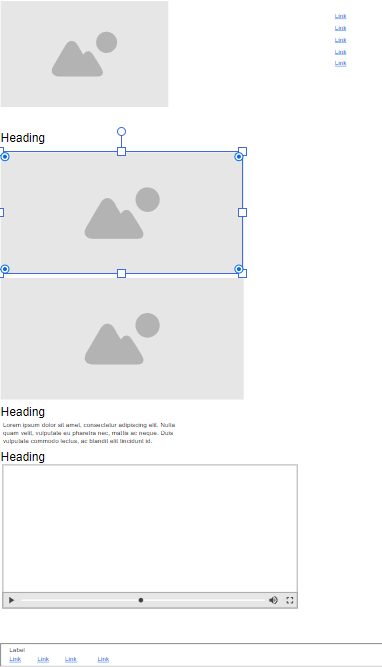 Link
Link
Link
Link
Link
Heading
Heading
Lorem ipsum dolor sit amet, consectetur adipiscing elit. Nulla
quam velit, vulputate eu pharetra nec, mattis ac neque. Duis
vulputate commodo lectus, ac blandit elit tincidunt id.
Heading
Label
Link Link Link Link